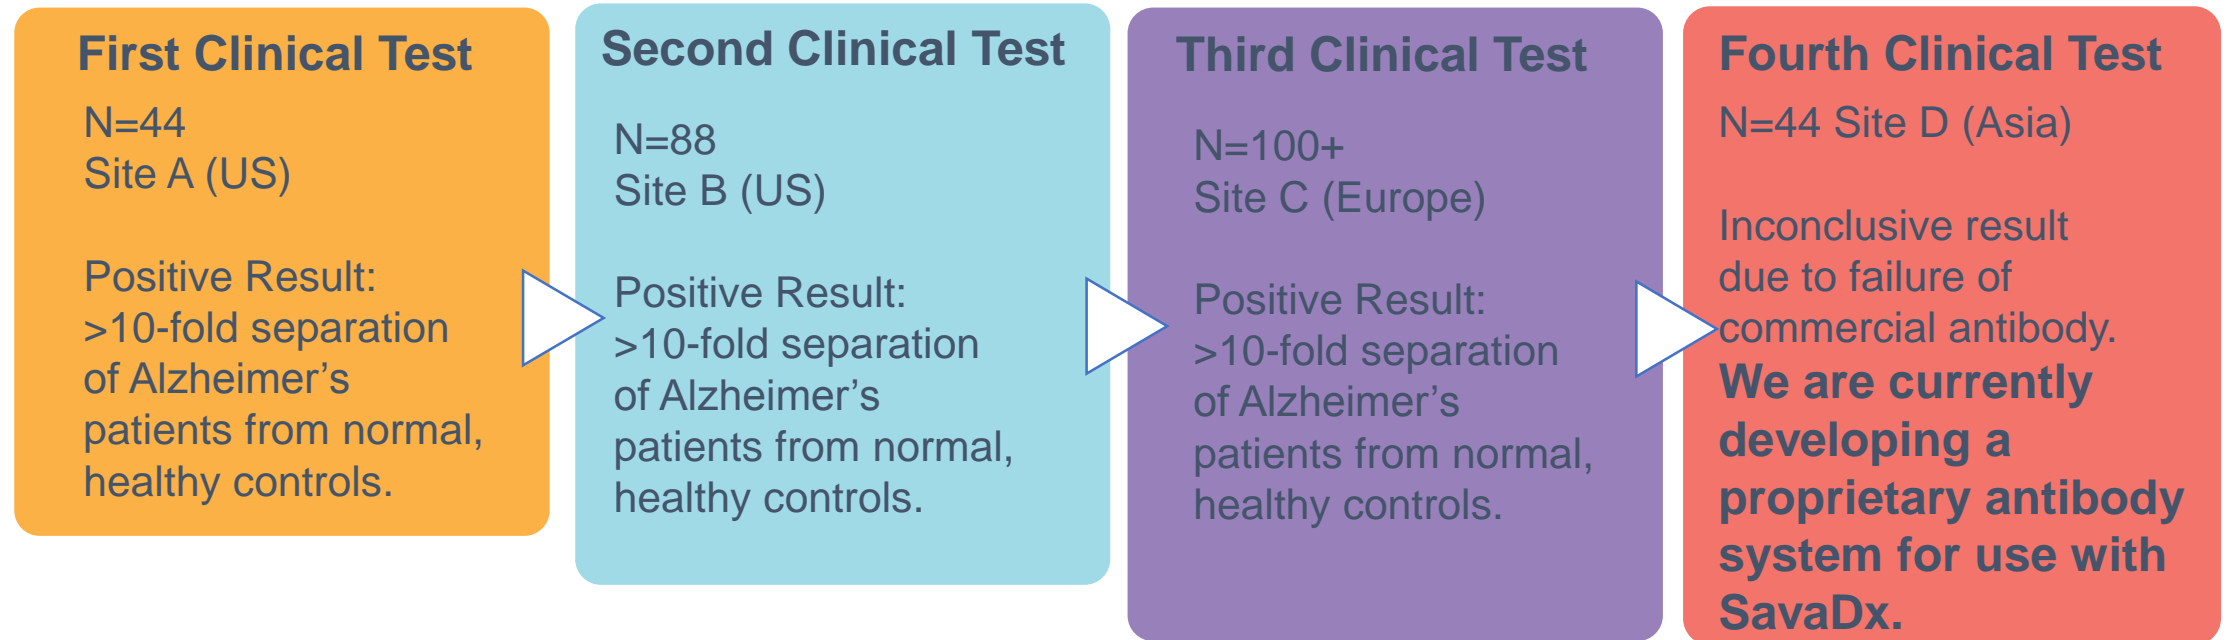 First Clinical Test
N=44
Site A (US)
Positive Result:
>10-fold separation
of Alzheimer’s
patients from normal,
healthy controls.
Second Clinical Test
N=88
Site B (US)
Positive Result:
>10-fold separation
of Alzheimer’s
patients from normal,
healthy controls.
Third Clinical Test
N=100+
Site C (Europe)
Positive Result:
>10-fold separation
of Alzheimer’s
patients from normal,
healthy controls.
Fourth Clinical Test
N=44 Site D (Asia)
Inconclusive result
due to failure of
commercial antibody.
We are currently
developing a
proprietary antibody
system for use with
SavaDx.